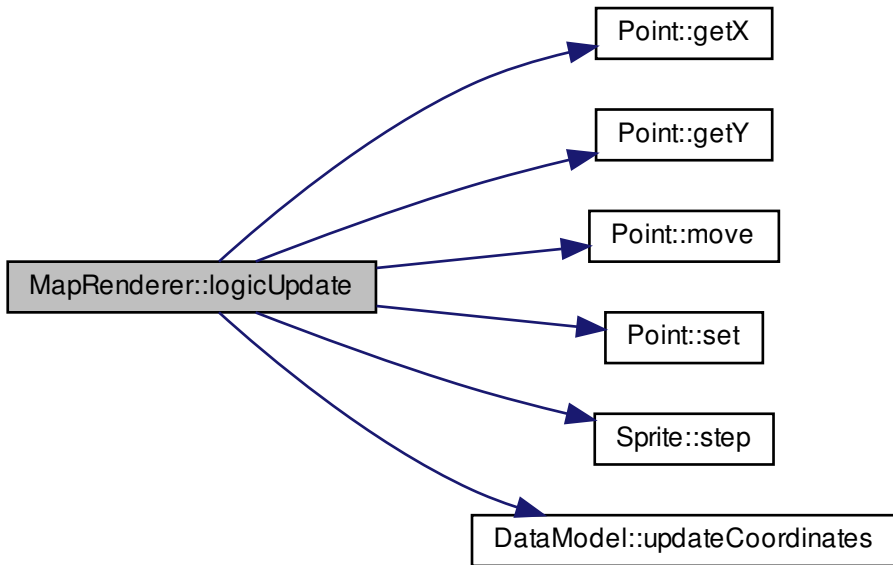 Point::getX
Point::getY
Point::move
MapRenderer::logicUpdate
Point::set
Sprite::step
DataModel::updateCoordinates